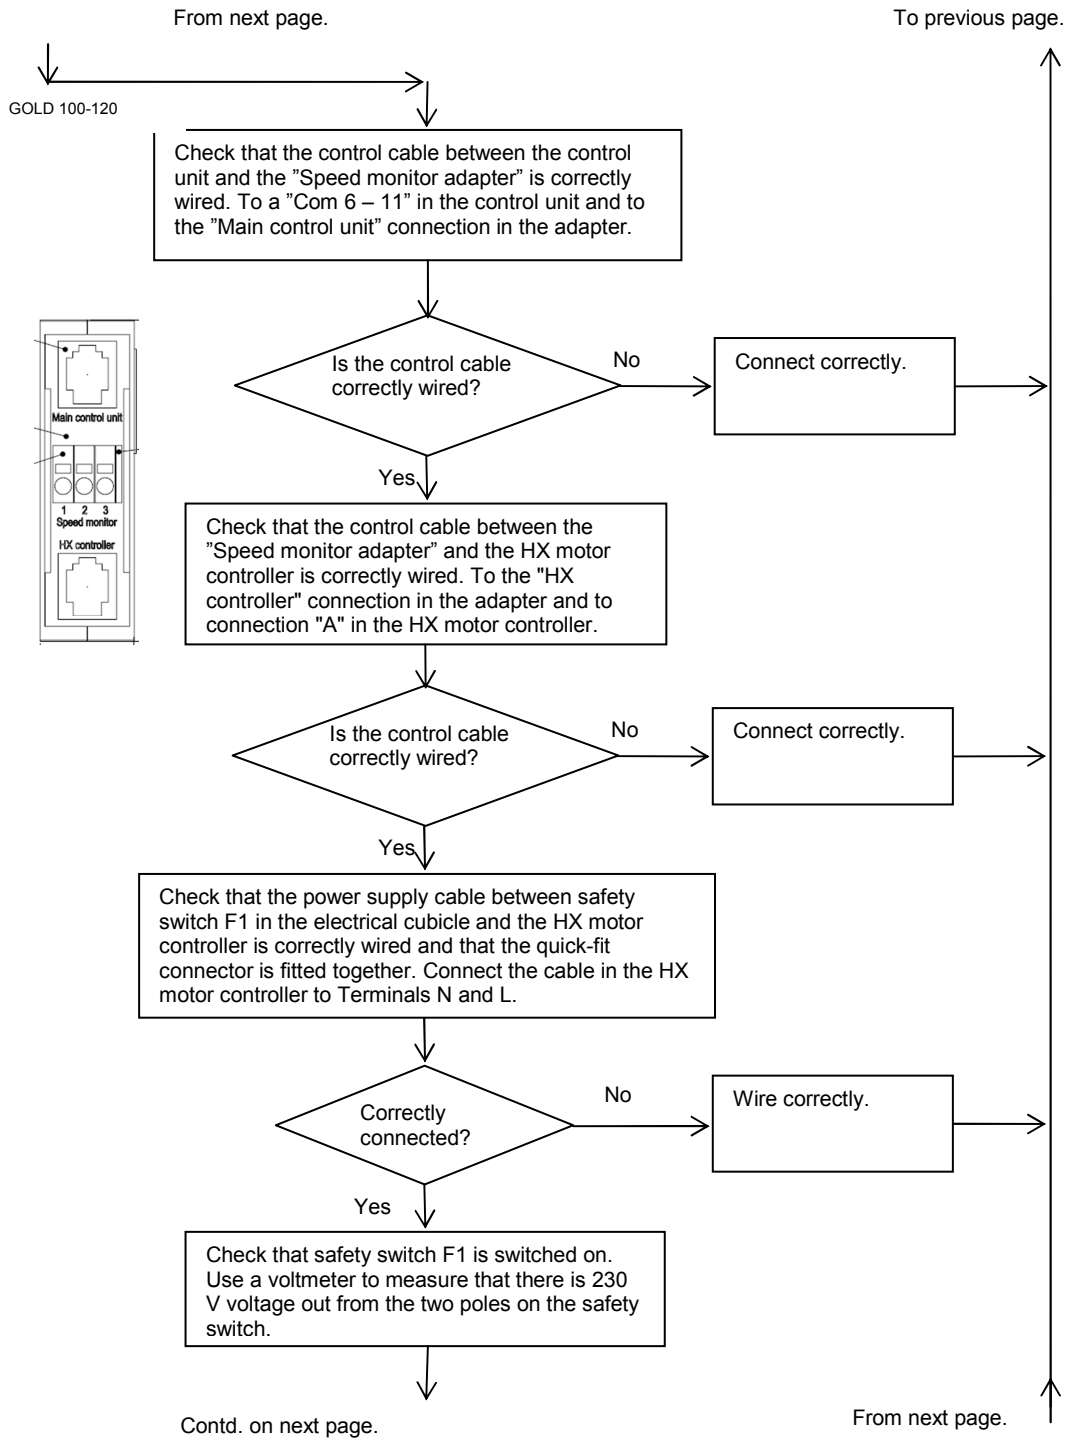 From next page.
To previous page.
GOLD 100-120
Check that the control cable between the control
unit and the ”Speed monitor adapter” is correctly
wired. To a ”Com 6 – 11” in the control unit and to
the ”Main control unit” connection in the adapter.
Is the control cable
correctly wired?
No
Connect correctly.
Main control unit
1 2 3
Speed monitor
HX controller
Yes
Check that the control cable between the
”Speed monitor adapter” and the HX motor
controller is correctly wired. To the "HX
controller" connection in the adapter and to
connection "A" in the HX motor controller.
Is the control cable
correctly wired?
No
Connect correctly.
Yes
Check that the power supply cable between safety
switch F1 in the electrical cubicle and the HX motor
controller is correctly wired and that the quick-fit
connector is fitted together. Connect the cable in the HX
motor controller to Terminals N and L.
Correctly
connected?
No
Wire correctly.
Yes
Check that safety switch F1 is switched on.
Use a voltmeter to measure that there is 230
V voltage out from the two poles on the safety
switch.
Contd. on next page.
From next page.